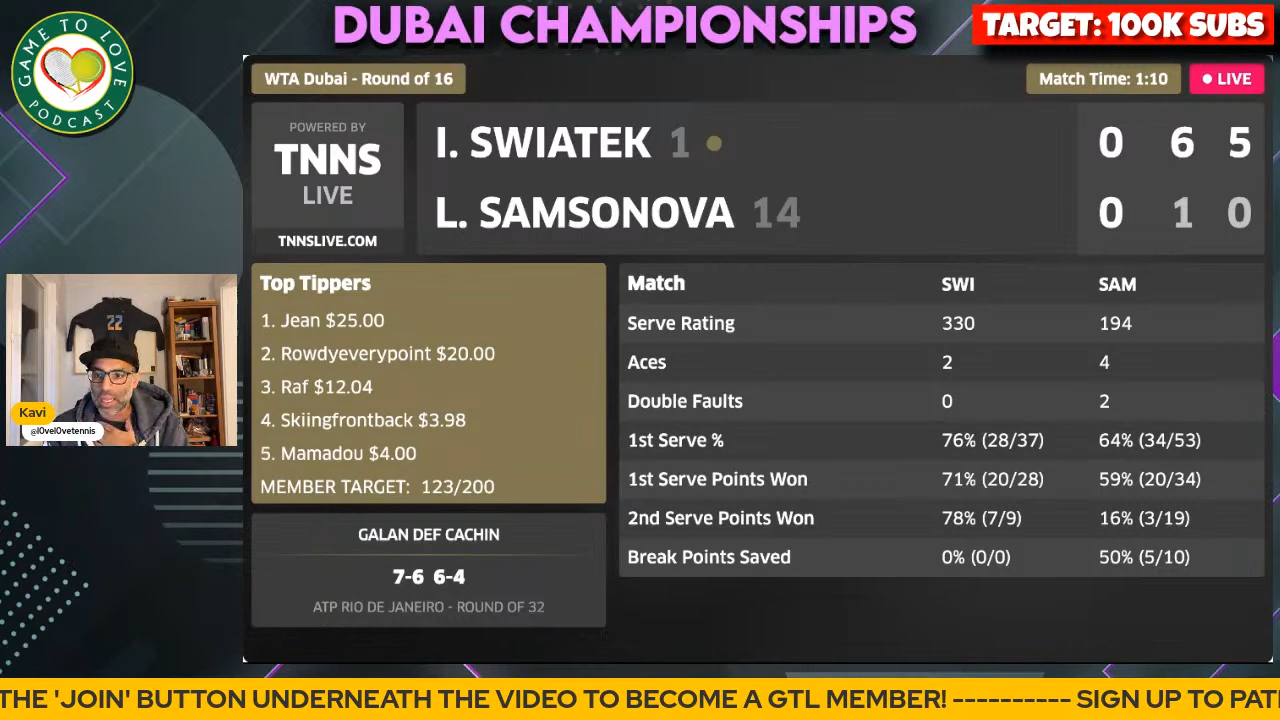 DUBAI CHAMPIONSHIPS
TARGET: 100K SUBS
GAME TO LOVE
PODCAST
WTA Dubai - Round of 16
Match Time: 1:10
LIVE
POWERED BY
TNNS
LIVE
TNNSLIVE.COM
I. SWIATEK 1 0 6 5
L. SAMSONOVA 14 0 1 0
Top Tippers
1. Jean $25.00
2. Rowdyeverypoint $20.00
3. Raf $12.04
4. Skiingfrontback $3.98
5. Mamadou $4.00
MEMBER TARGET: 123/200
GALAN DEF CACHIN
7-6 6-4
ATP RIO DE JANEIRO - ROUND OF 32
Match SWI SAM
Serve Rating 330 194
Aces 2 4
Double Faults 0 2
1st Serve % 76% (28/37) 64% (34/53)
1st Serve Points Won 71% (20/28) 59% (20/34)
2nd Serve Points Won 78% (7/9) 16% (3/19)
Break Points Saved 0% (0/0) 50% (5/10)
22
Kavi
@l0vel0vetennis
THE 'JOIN' BUTTON UNDERNEATH THE VIDEO TO BECOME A GTL MEMBER! ---------- SIGN UP TO PAT